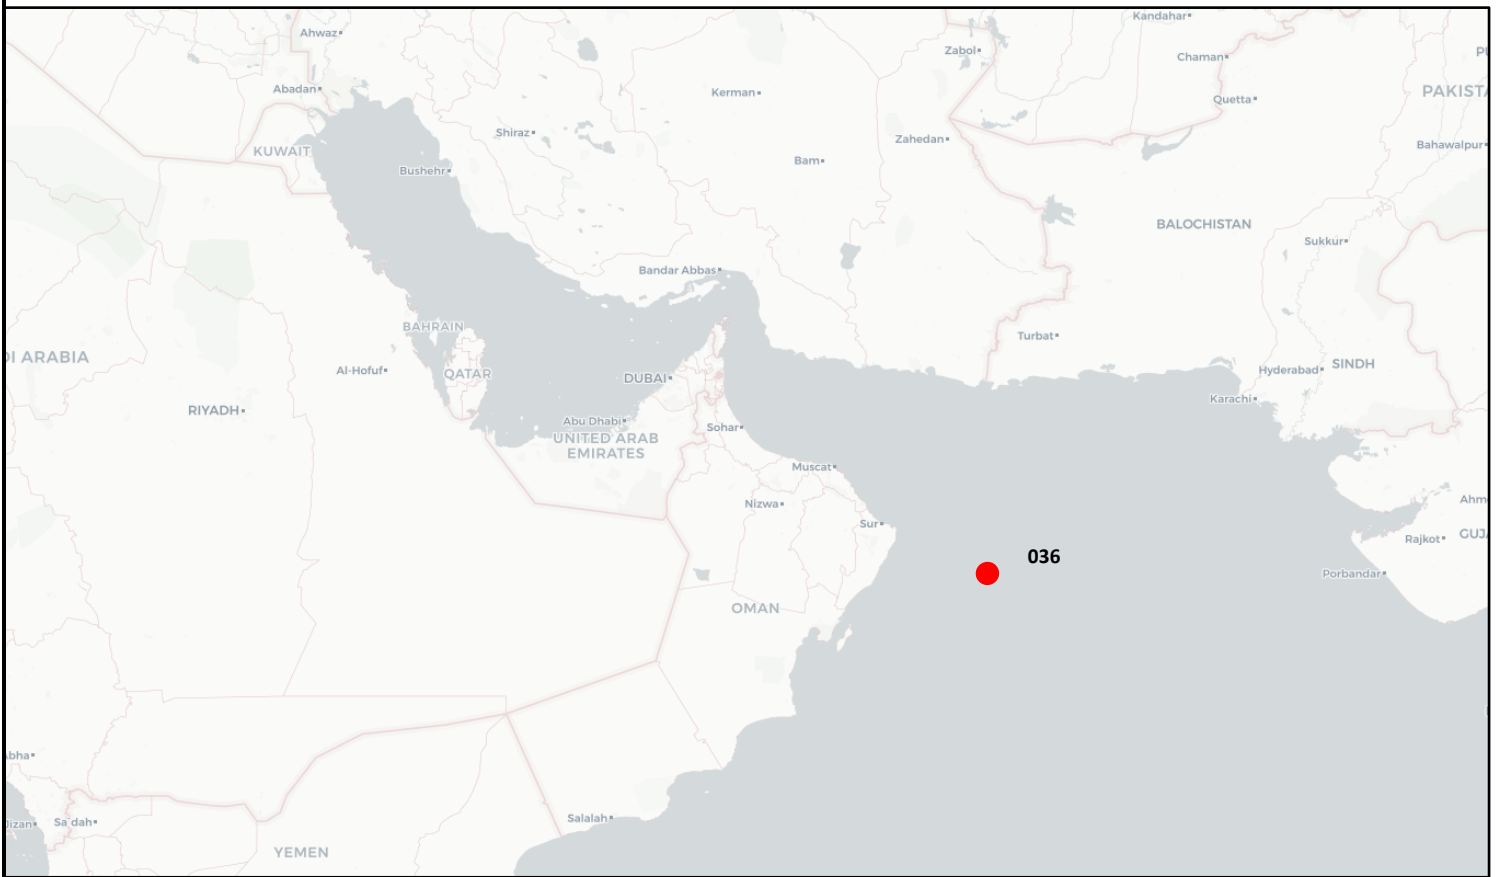 Kandahar
Ahwaz
Zabol
Chaman
PU
Abadan
Kerman
Quetta
PAKISTA
Shiraz
Zahedan
Bahawalpur
KUWAIT
Bam
Bushehr
BALOCHISTAN
Sukkur
Bandar Abbas
BAHRAIN
Turbat
DI ARABIA
Al-Hofuf
QATAR
DUBAI
Hyderabad
SINDH
RIYADH
Karachi
Abu Dhabi
Sohar
UNITED ARAB
EMIRATES
Muscat
Nizwa
Ahm
Sur
Rajkot
GUJ
036
Porbandar
OMAN
bha
Salalah
Jizan
Sa'dah
YEMEN